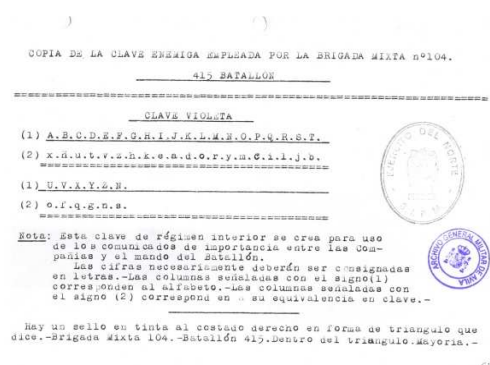 COPIA DE LA CLAVE ENEMIGA EMPLEADA POR LA BRIGADA MIXTA nº104.
415 BATALLÓN
CLAVE VIOLETA
(1) A.B.C.D.E.F.G.H.I.J.K.L.M.N.O.P.Q.R.S.T.
(2)
(1) U.V.X.Y.Z.N.
(2) o.f.q.g.n.s.
EJERCITO DEL NORTE
S.I.P.M.
ARCHIVO GENERAL MILITAR DE AVILA
Nota: Esta clave de régimen interior se crea para uso
de los comunicados de importancia entre las Com-
pañias y el mando del Batallón.
Las cifras necesariamente deberán ser consignadas
en letras.-Las columnas señaladas con el signo(1)
corresponden al alfabeto.-Las columnas señaladas con
el signo (2) correspond en a su equivalencia en clave.-
Hay un sello en tinta al costado derecho en forma de triangulo que
dice.-Brigada Mixta 104.-Batallón 415.Dentro del triangulo.Mayoria.-